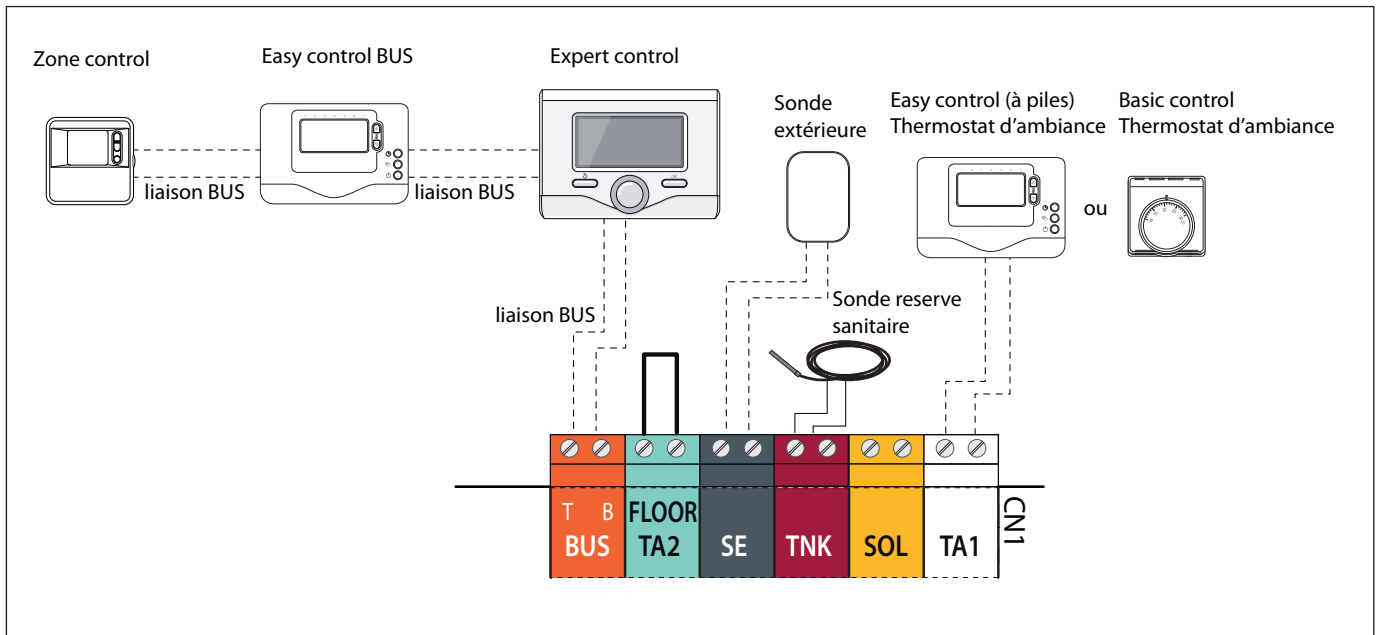 Zone control
Easy control BUS
Expert control
Sonde
extérieure
Easy control (à piles)
Thermostat d'ambiance
Basic control
Thermostat d'ambiance
liaison BUS
liaison BUS
ou
liaison BUS
Sonde reserve
sanitaire
T B
BUS
FLOOR
TA2
SE
TNK
SOL
TA1
CN1